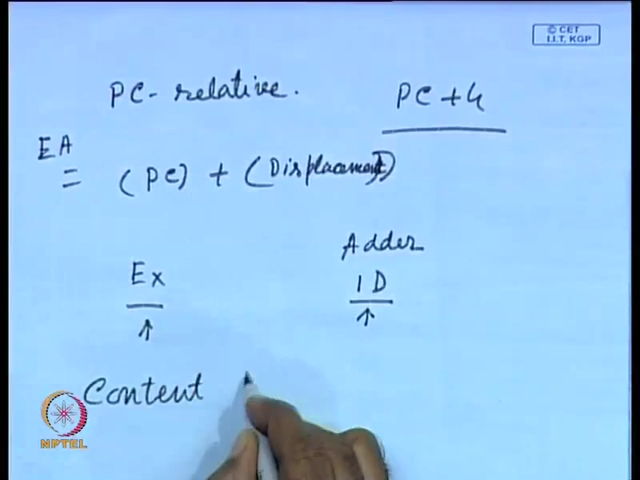 © CET
I.I.T. KGP
PC-relative.
PC+4
EA
= (PC) + (Displacement)
Adder
Ex
ID
Content
NPTEL